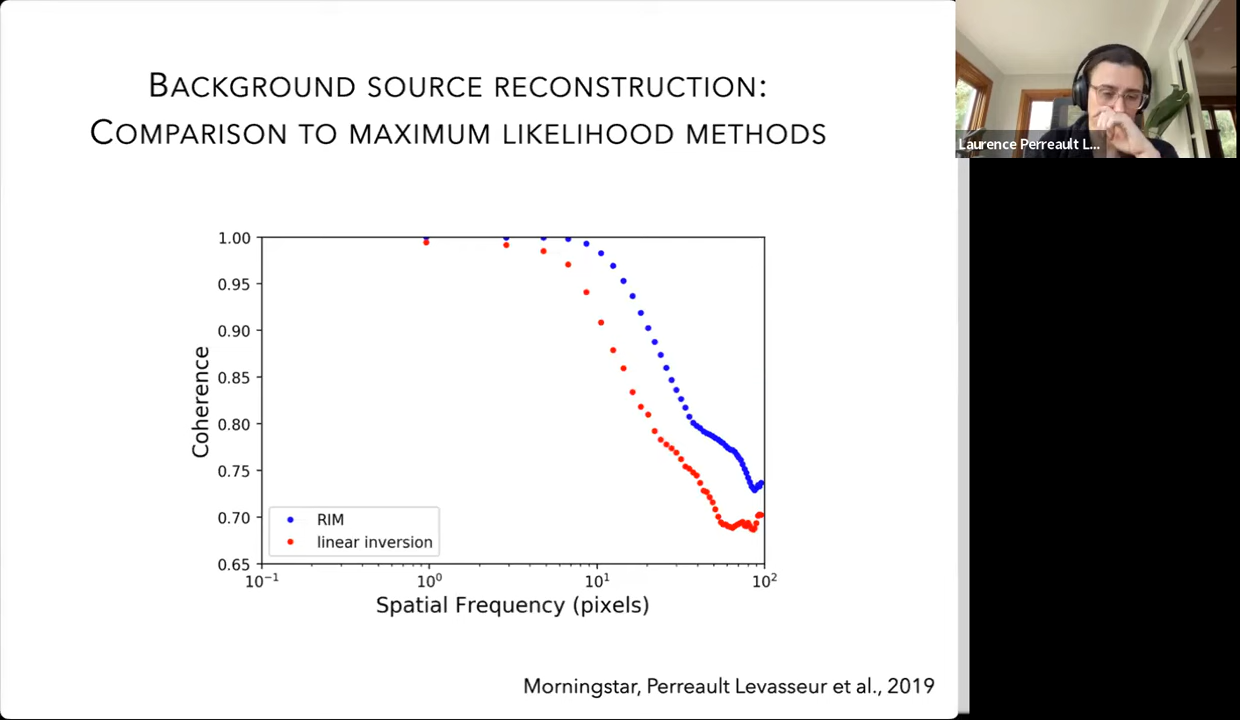 BACKGROUND SOURCE RECONSTRUCTION:
COMPARISON TO MAXIMUM LIKELIHOOD METHODS
Laurence Perreault L...
1.00
0.95
0.90
0.85
0.80
0.75
0.70
0.65
Coherence
RIM
linear inversion
10⁻¹ 10⁰ 10¹ 10²
Spatial Frequency (pixels)
Morningstar, Perreault Levasseur et al., 2019